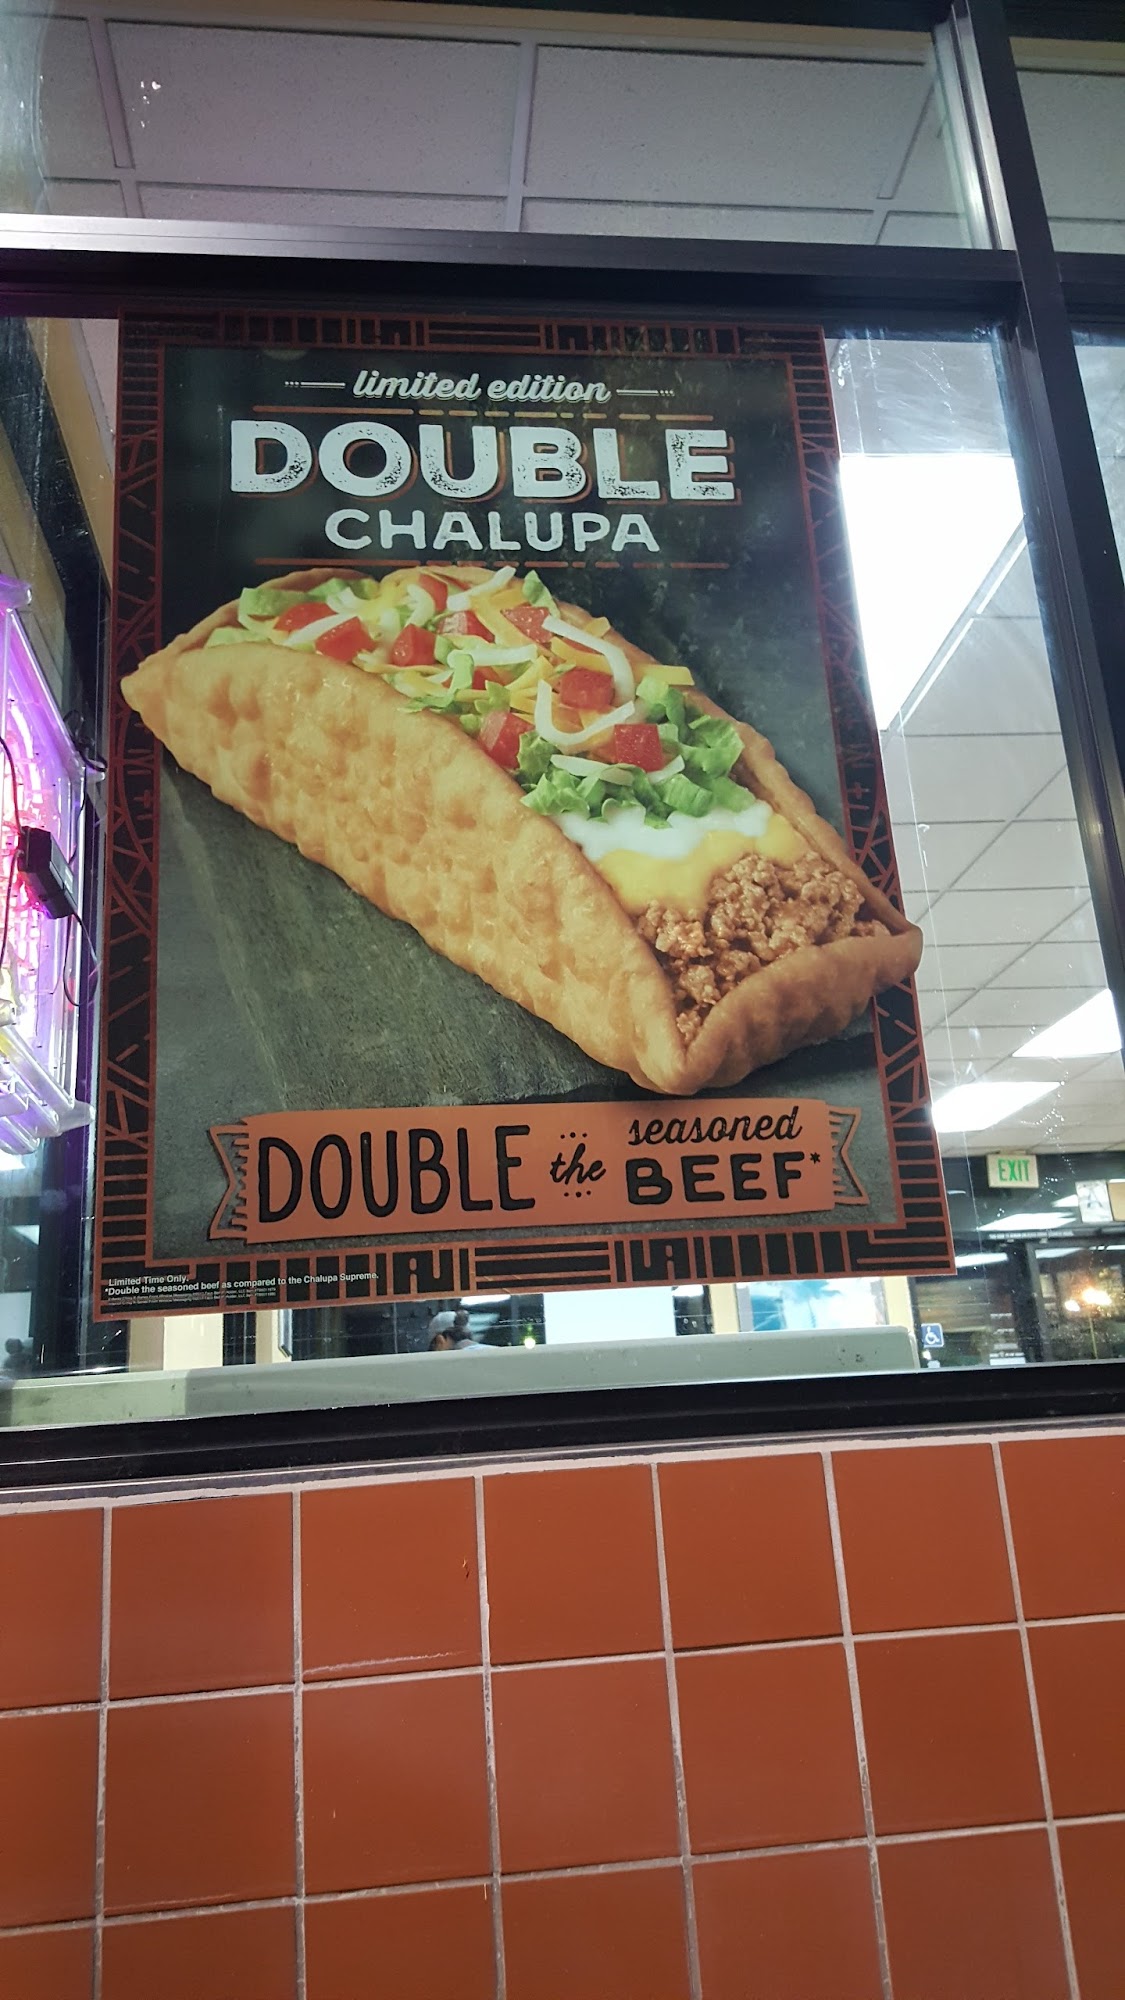 limited edition
DOUBLE
CHALUPA
DOUBLE the seasoned BEEF*
Limited Time Only.
*Double the seasoned beef as compared to the Chalupa Supreme.
EXIT